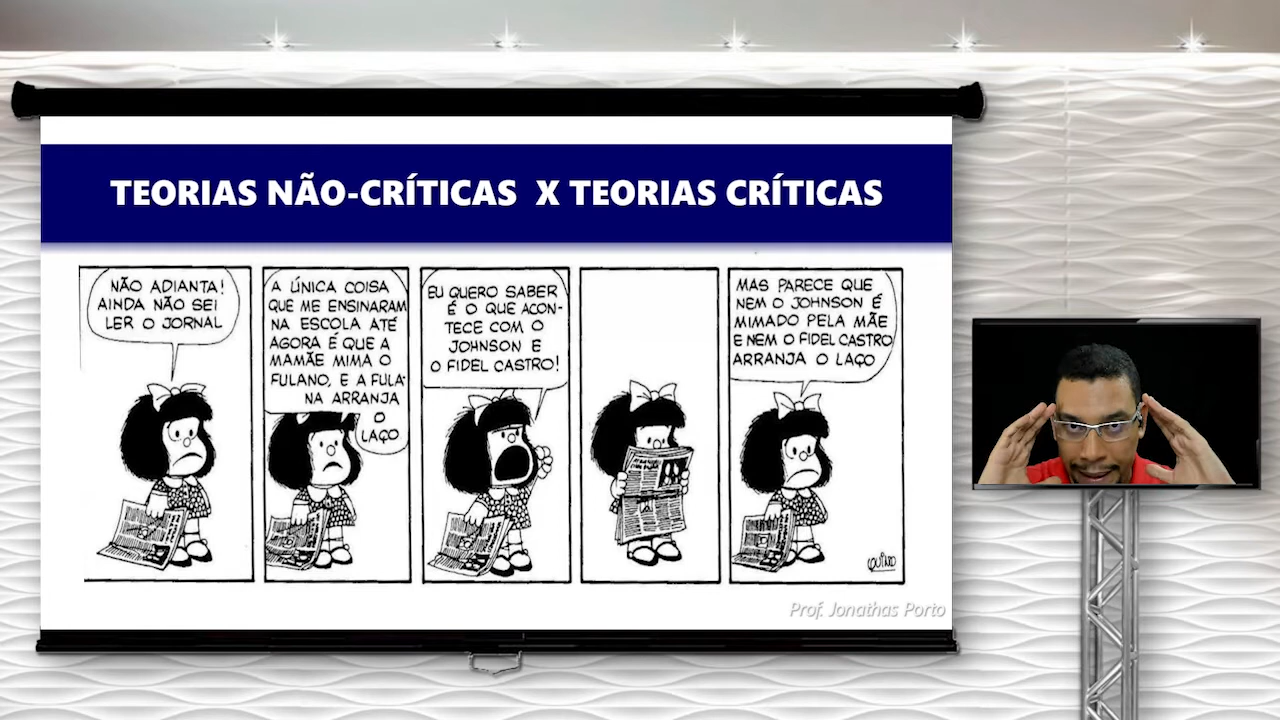 TEORIAS NÃO-CRÍTICAS X TEORIAS CRÍTICAS
NÃO ADIANTA!
AINDA NÃO SEI
LER O JORNAL
A ÚNICA COISA
QUE ME ENSINARAM
NA ESCOLA ATÉ
AGORA É QUE A
MAMÃE MIMA O
FULANO, E A FULA-
NA ARRANJA
O
LAÇO
EU QUERO SABER
É O QUE ACON-
TECE COM O
JOHNSON E
O FIDEL CASTRO!
MAS PARECE QUE
NEM O JOHNSON É
MIMADO PELA MÃE
E NEM O FIDEL CASTRO
ARRANJA O LAÇO
QUINO
Prof. Jonathas Porto